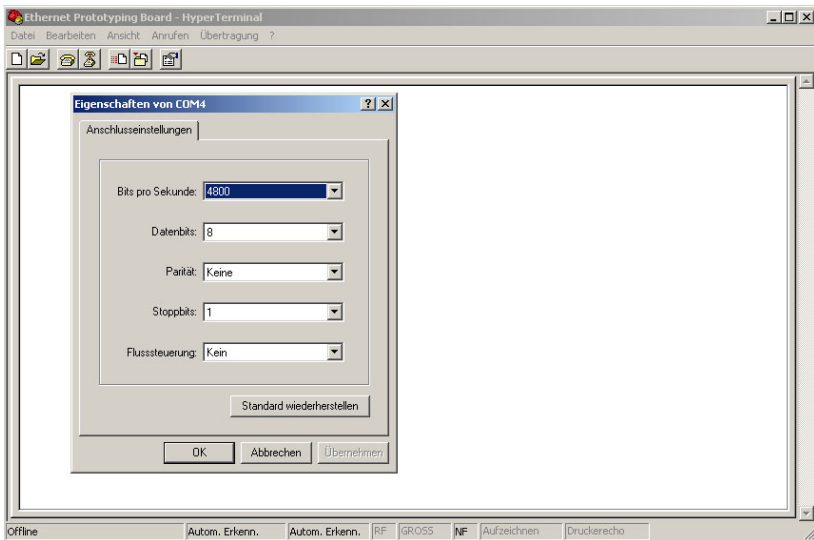 Ethernet Prototyping Board - HyperTerminal
Datei Bearbeiten Ansicht Anrufen Übertragung ?
Eigenschaften von COM4
Anschlusseinstellungen
Bits pro Sekunde: 4800
Datenbits: 8
Parität: Keine
Stoppbits: 1
Flusssteuerung: Kein
Standard wiederherstellen
OK Abbrechen Übernehmen
Offline Autom. Erkenn. Autom. Erkenn. RF GROSS NF Aufzeichnen Druckerecho